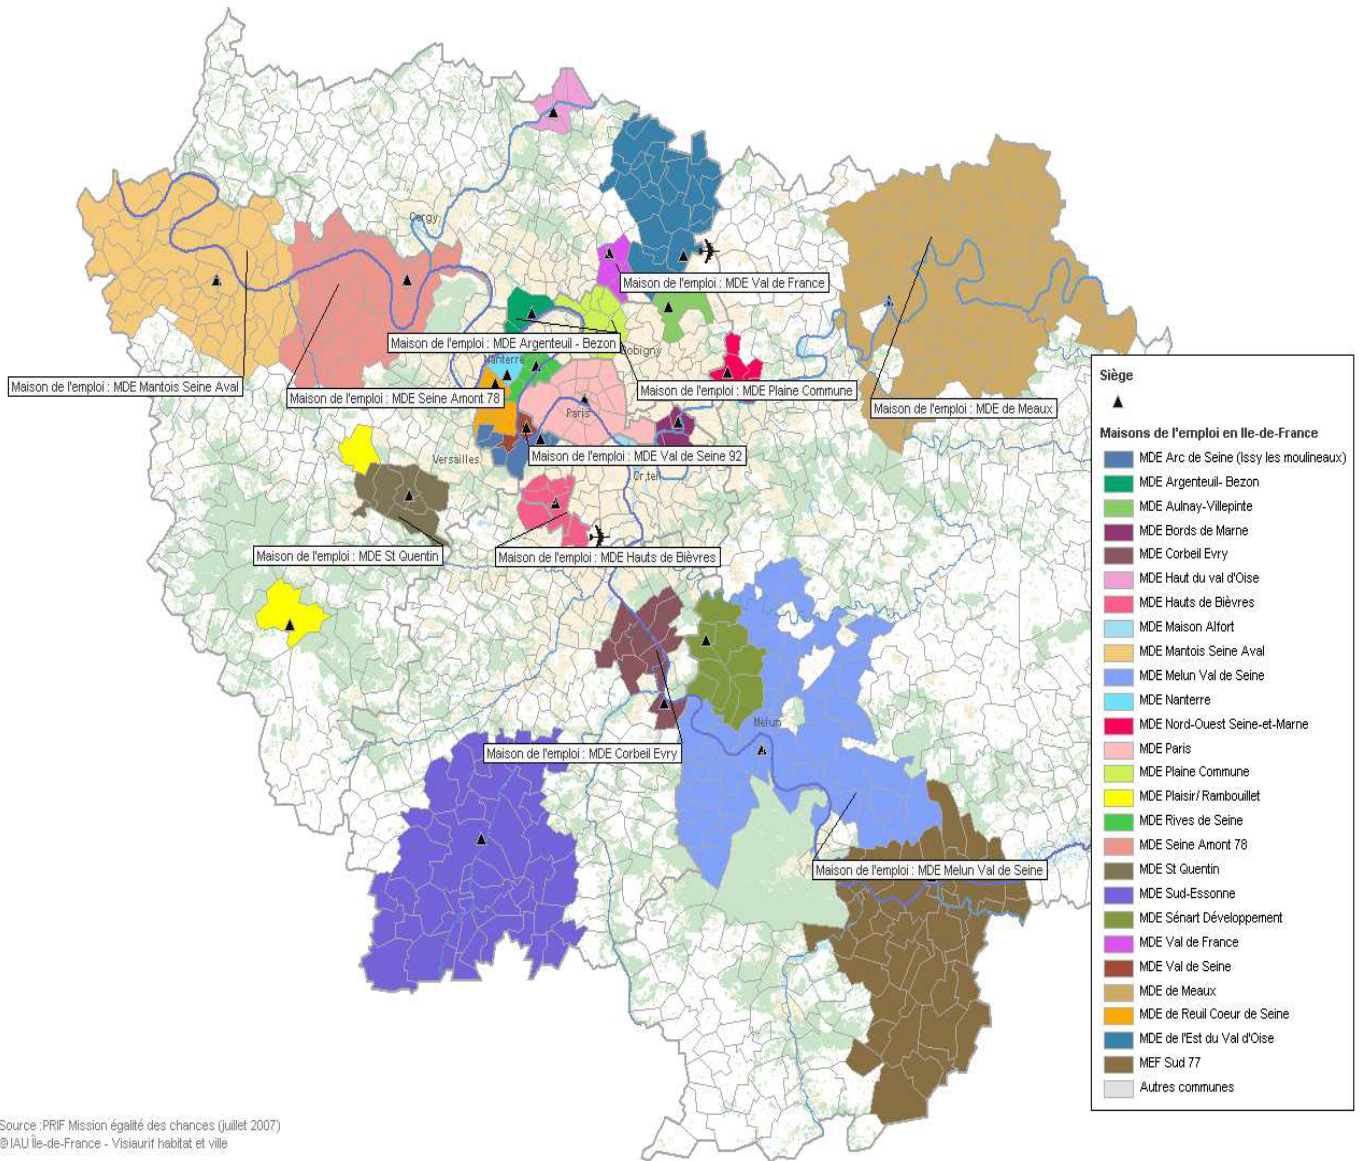 Cergy
Maison de l'emploi : MDE Val de France
Maison de l'emploi : MDE Argenteuil - Bezon
Bobigny
Nanterre
Maison de l'emploi : MDE Mantois Seine Aval
Maison de l'emploi : MDE Seine Amont 78
Maison de l'emploi : MDE Plaine Commune
Maison de l'emploi : MDE de Meaux
Paris
Versailles
Maison de l'emploi : MDE Val de Seine 92
Cr,teil
Maison de l'emploi : MDE St Quentin
Maison de l'emploi : MDE Hauts de Bièvres
Melun
Maison de l'emploi : MDE Corbeil Evry
Maison de l'emploi : MDE Melun Val de Seine
Siège
Maisons de l'emploi en Ile-de-France
MDE Arc de Seine (Issy les moulineaux)
MDE Argenteuil- Bezon
MDE Aulnay-Villepinte
MDE Bords de Marne
MDE Corbeil Evry
MDE Haut du val d'Oise
MDE Hauts de Bièvres
MDE Maison Alfort
MDE Mantois Seine Aval
MDE Melun Val de Seine
MDE Nanterre
MDE Nord-Ouest Seine-et-Marne
MDE Paris
MDE Plaine Commune
MDE Plaisir/ Rambouillet
MDE Rives de Seine
MDE Seine Amont 78
MDE St Quentin
MDE Sud-Essonne
MDE Sénart Développement
MDE Val de France
MDE Val de Seine
MDE de Meaux
MDE de Reuil Coeur de Seine
MDE de l'Est du Val d'Oise
MEF Sud 77
Autres communes
Source :PRIF Mission égalité des chances (juillet 2007)
© IAU Île-de-France - Visiaurif habitat et ville